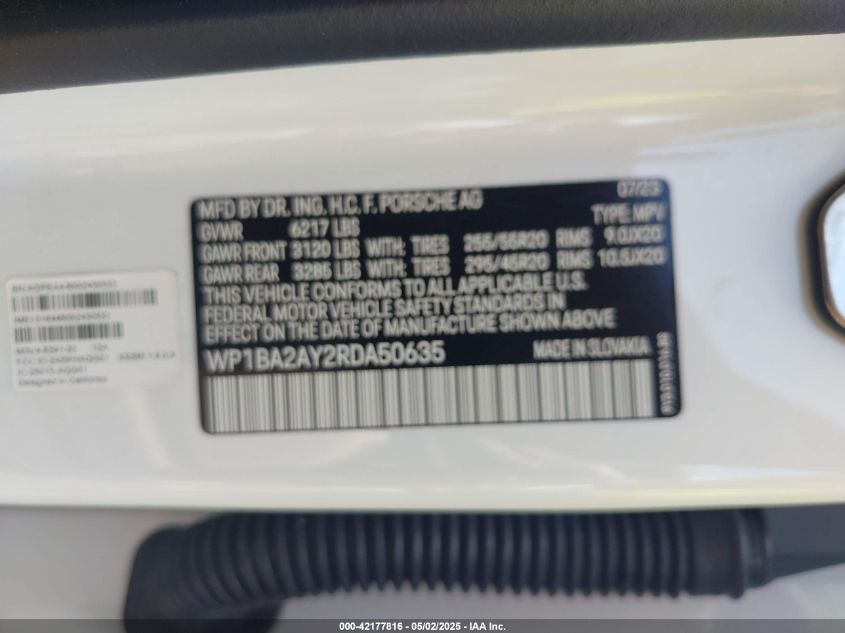 MFD BY DR. ING. H.C. F. PORSCHE AG 07/23
GVWR 6217 LBS TYPE: MPV
GAWR FRONT 3120 LBS WITH: TIRES 255/55R20 RIMS 9.0JX20
GAWR REAR 3285 LBS WITH: TIRES 295/45R20 RIMS 10.5JX20
THIS VEHICLE CONFORMS TO ALL APPLICABLE U.S.
FEDERAL MOTOR VEHICLE SAFETY STANDARDS IN
EFFECT ON THE DATE OF MANUFACTURE SHOWN ABOVE
WP1BA2AY2RDA50635 MADE IN SLOVAKIA
Designed in California
000-42177816 - 05/02/2025 - IAA Inc.